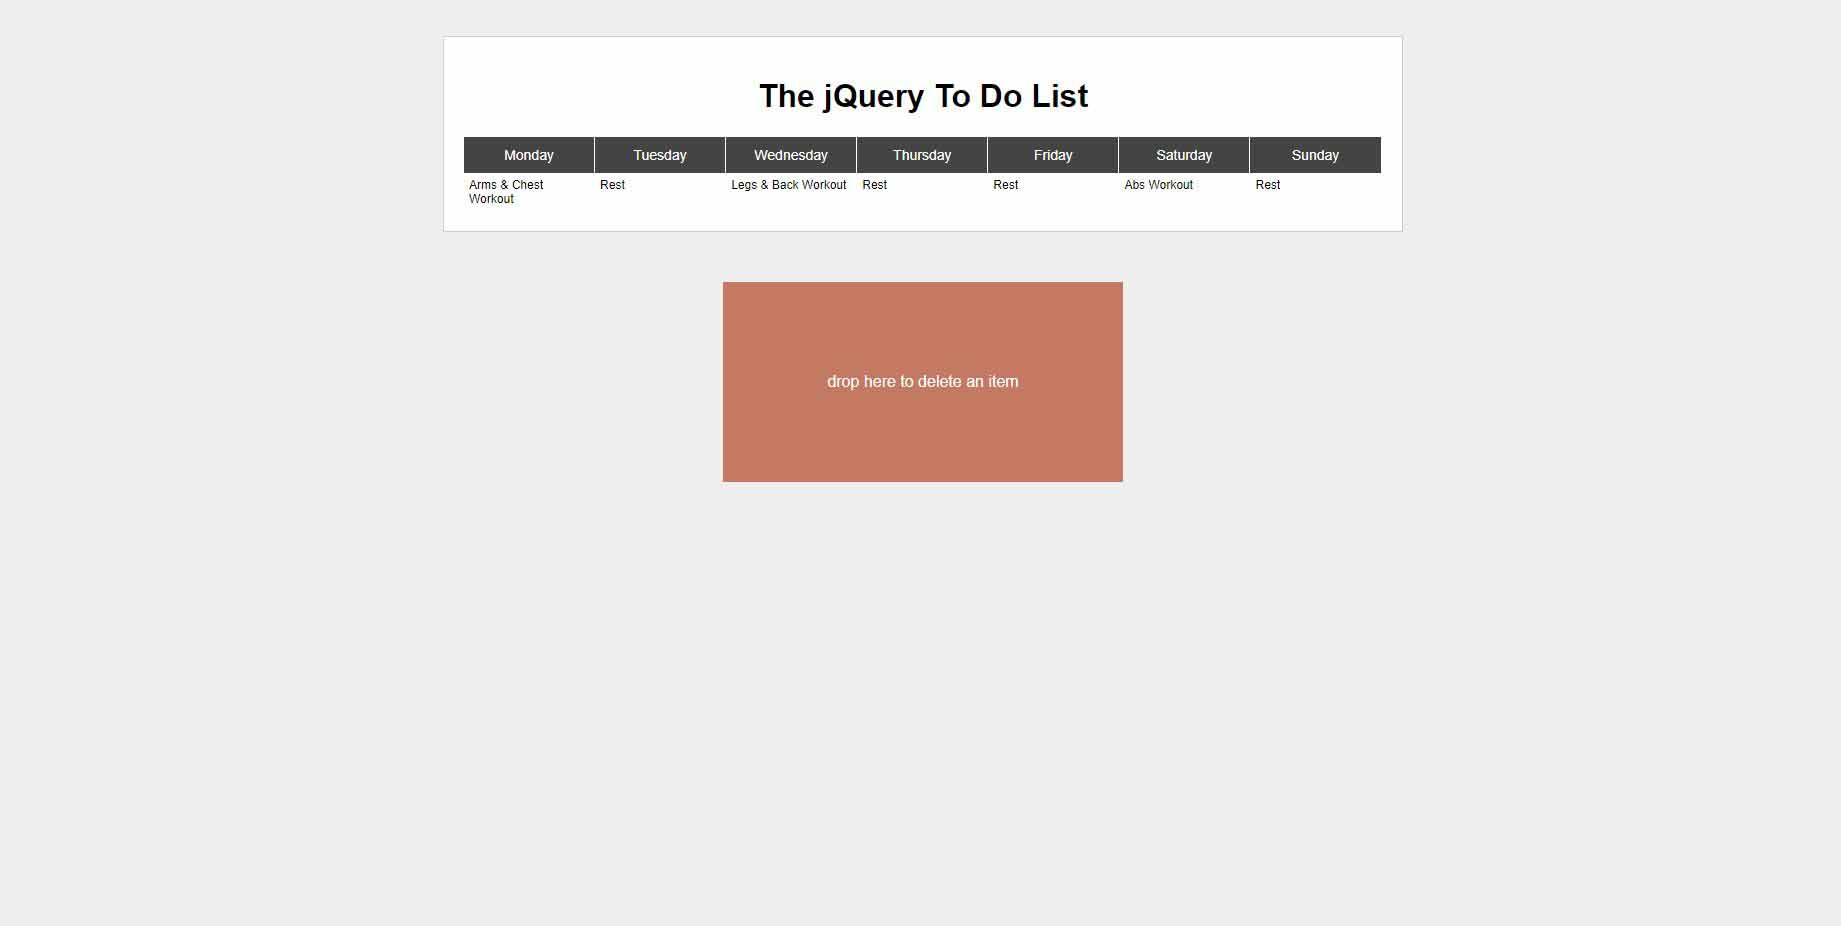 The jQuery To Do List
Monday Tuesday Wednesday Thursday Friday Saturday Sunday
Arms & Chest Rest Legs & Back Workout Rest Rest Abs Workout Rest
Workout
drop here to delete an item